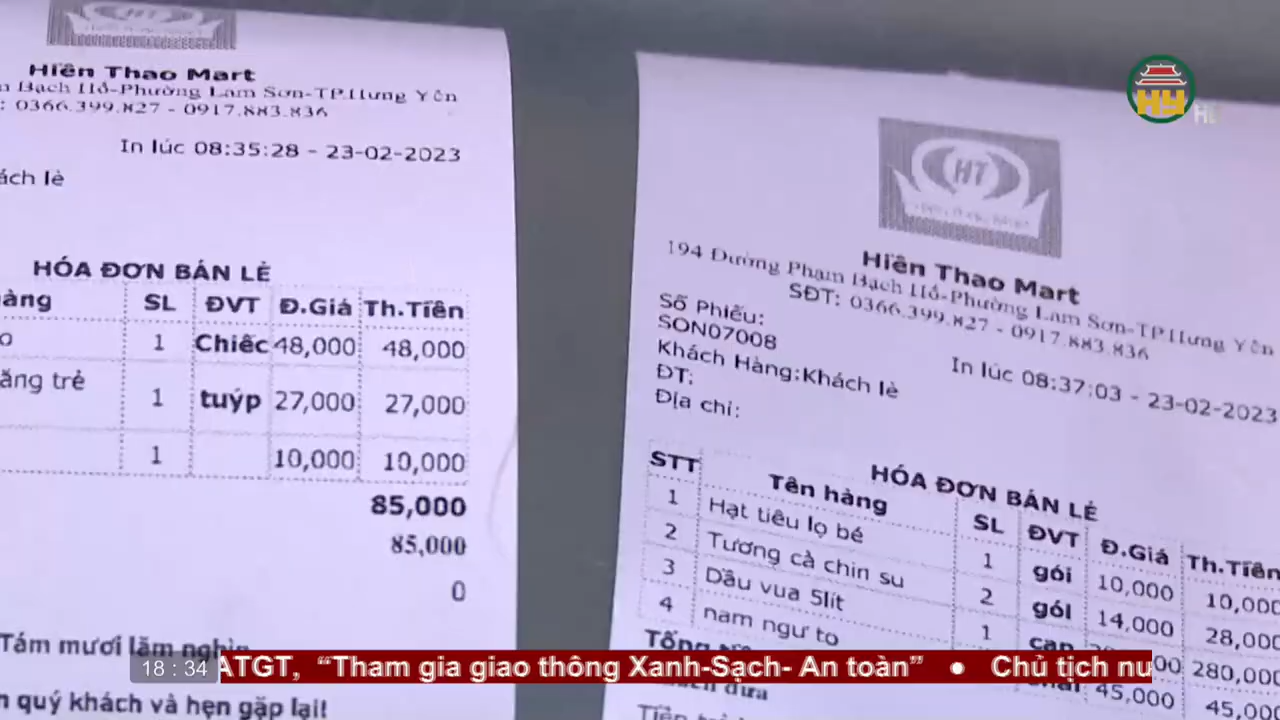 Hiền Thao Mart
Bạch Hổ-Phường Lam Sơn-TP.Hưng Yên
: 0366.399.827 - 0917.883.836
In lúc 08:35:28 - 23-02-2023
ách lẻ
HÓA ĐƠN BÁN LẺ
àng SL ĐVT Đ.Giá Th.Tiền
o 1 Chiếc 48,000 48,000
ăng trẻ 1 tuýp 27,000 27,000
1 10,000 10,000
85,000
85,000
0
Tám mươi lăm nghìn
n quý khách và hẹn gặp lại!
HT
Hiền Thao Mart
194 Đường Phạm Bạch Hổ-Phường Lam Sơn-TP.Hưng Yên
SĐT: 0366.399.827 - 0917.883.836
Số Phiếu:
SON07008
Khách Hàng:Khách lẻ
ĐT:
Địa chỉ:
In lúc 08:37:03 - 23-02-2023
HÓA ĐƠN BÁN LẺ
STT Tên hàng SL ĐVT Đ.Giá Th.Tiền
1 Hạt tiêu lọ bé 1 gói 10,000 10,000
2 Tương cà chin su 2 gói 14,000 28,000
3 Dầu vua 5lít 1 can 280,000
4 nam ngư to 45,000 45,000
HY
18 : 34
ATGT, “Tham gia giao thông Xanh-Sạch- An toàn” ● Chủ tịch nư